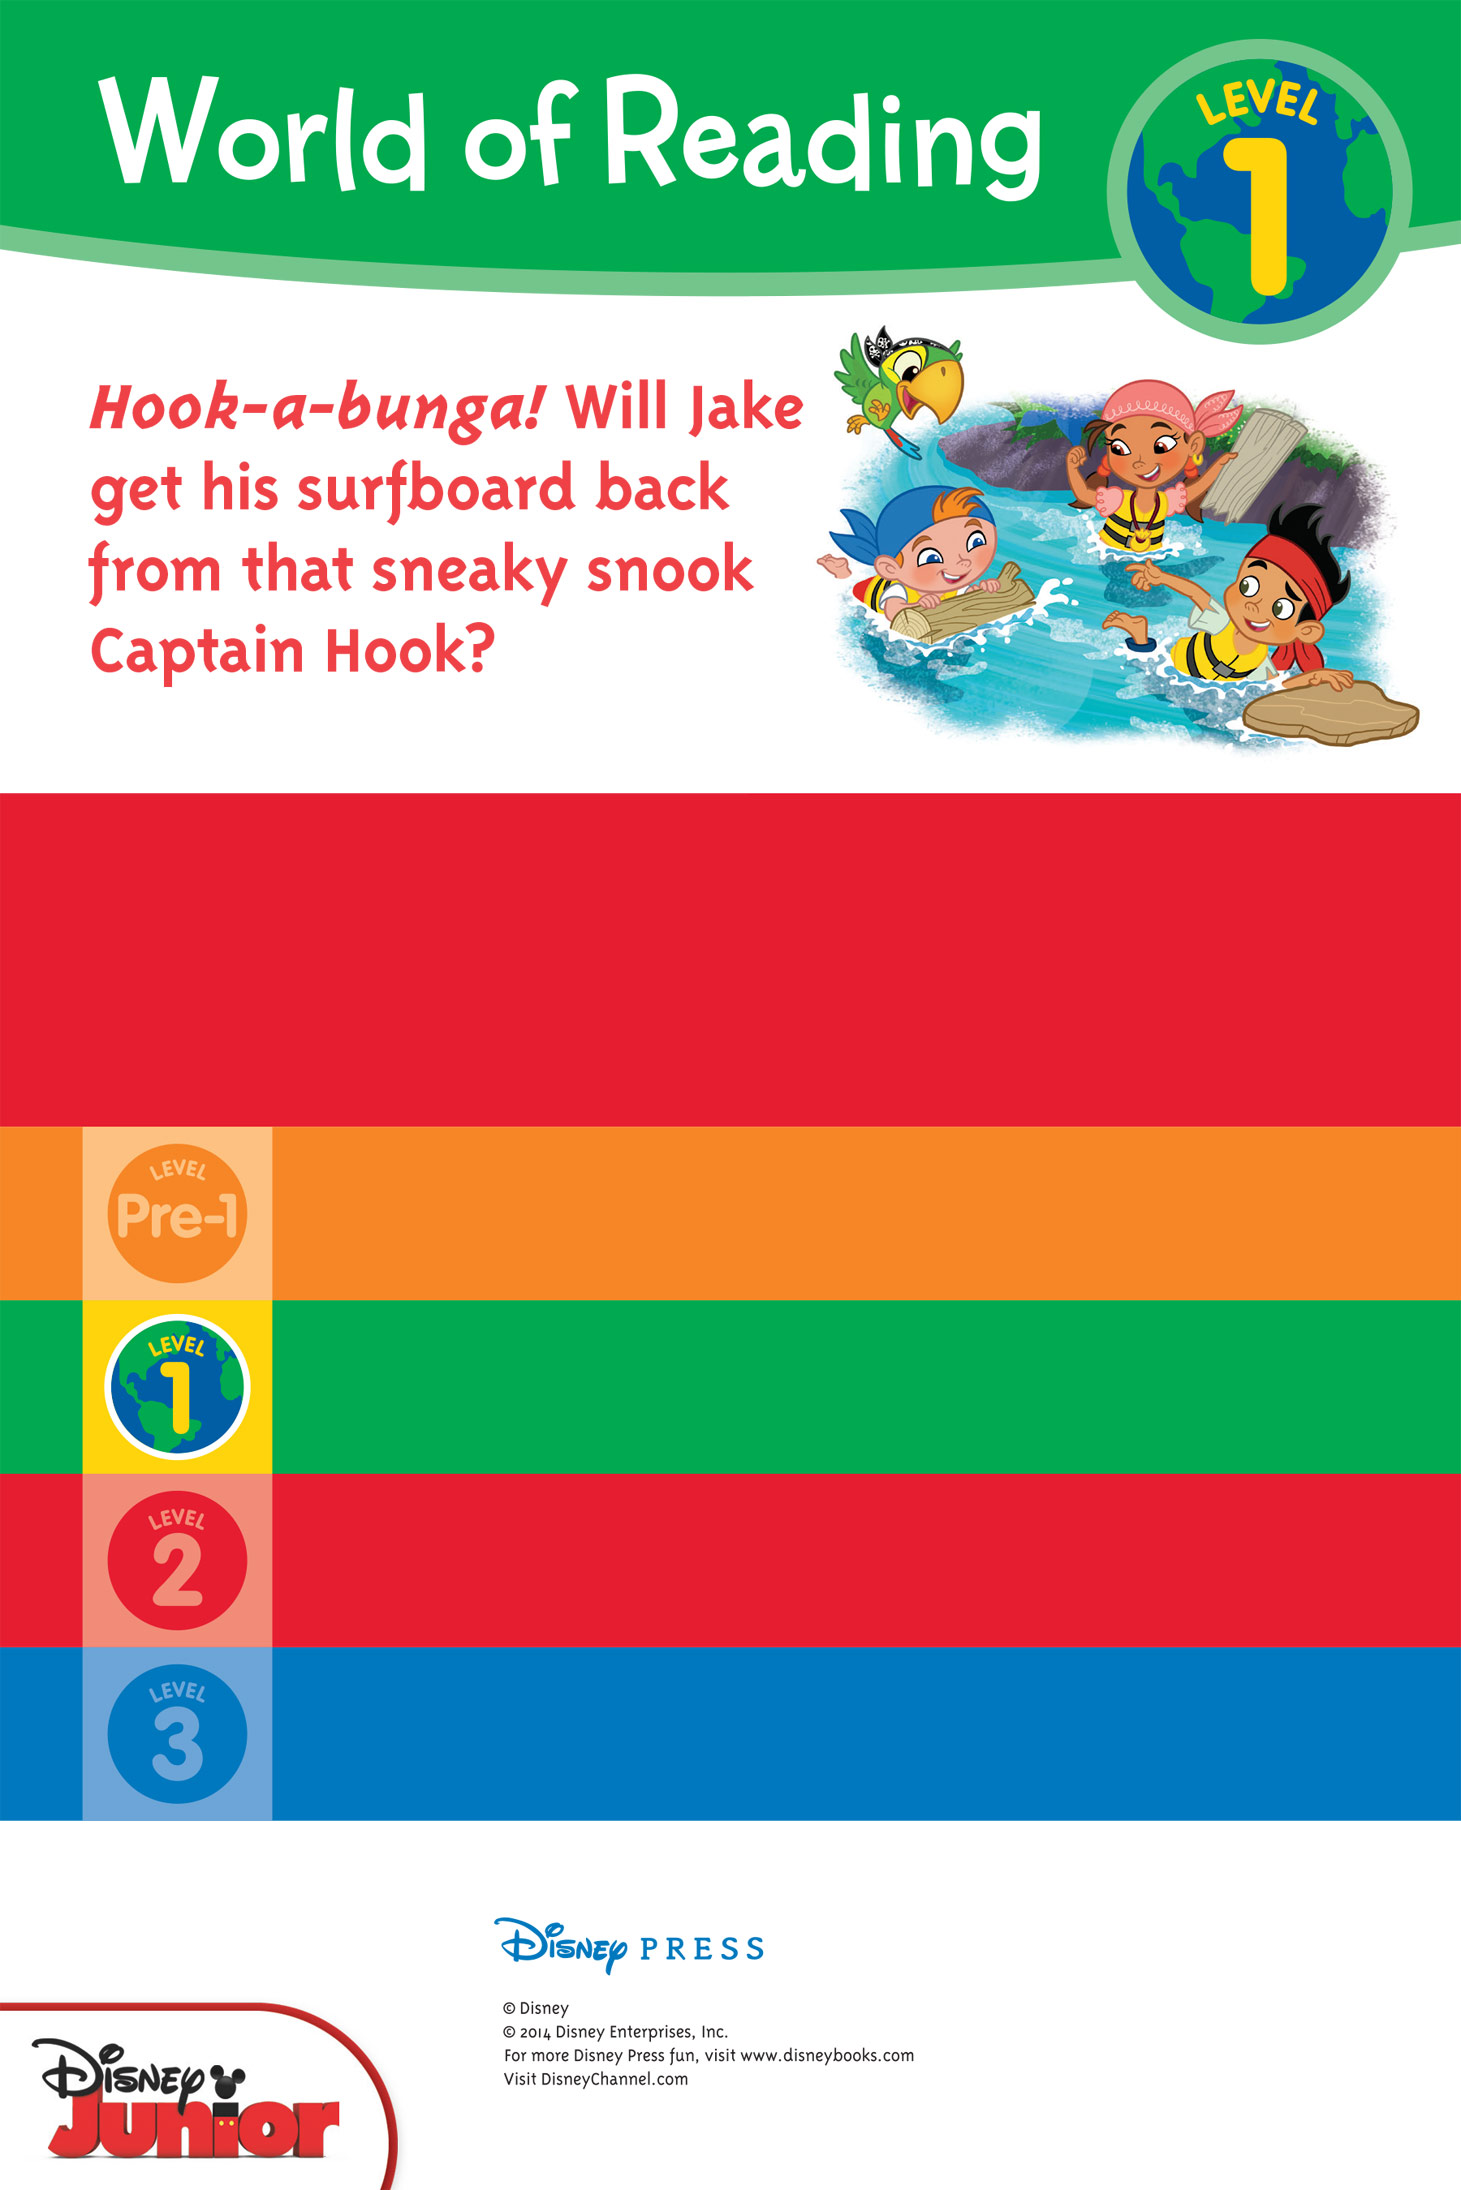 World of Reading
LEVEL
1
Hook-a-bunga! Will Jake
get his surfboard back
from that sneaky snook
Captain Hook?
LEVEL
Pre-1
LEVEL
1
LEVEL
2
LEVEL
3
Disney PRESS
© Disney
© 2014 Disney Enterprises, Inc.
For more Disney Press fun, visit www.disneybooks.com
Visit DisneyChannel.com
Disney
Junior